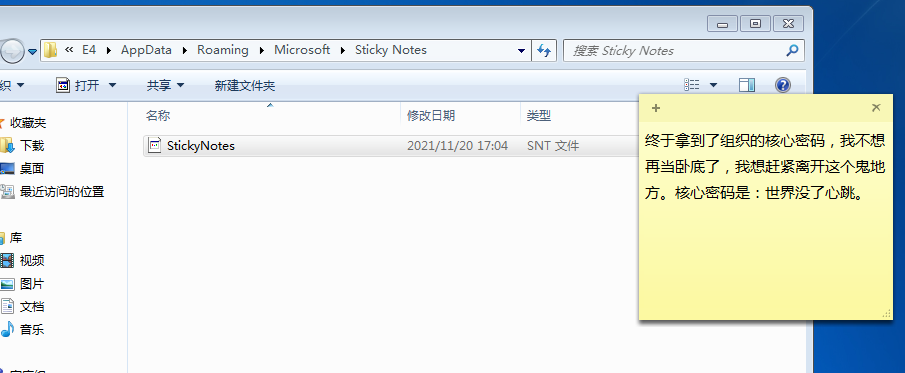 E4 ▸ AppData ▸ Roaming ▸ Microsoft ▸ Sticky Notes
搜索 Sticky Notes
打开 共享 新建文件夹
名称 修改日期 类型
StickyNotes 2021/11/20 17:04 SNT 文件
收藏夹
下载
桌面
最近访问的位置
库
视频
图片
文档
音乐
终于拿到了组织的核心密码，我不想
再当卧底了，我想赶紧离开这个鬼地
方。核心密码是：世界没了心跳。